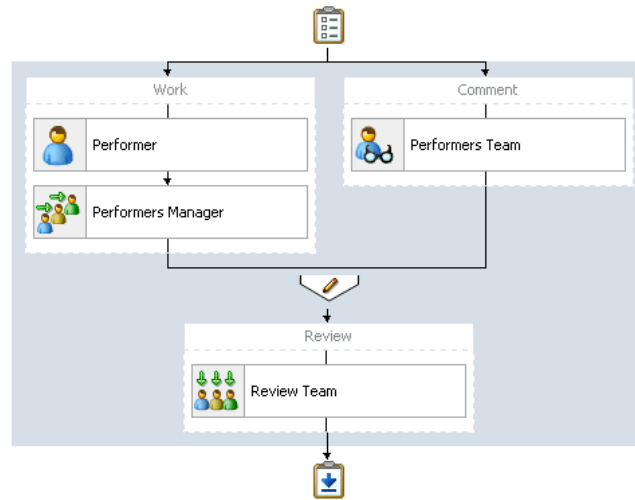 Work
Comment
Performer
Performers Team
Performers Manager
Review
Review Team